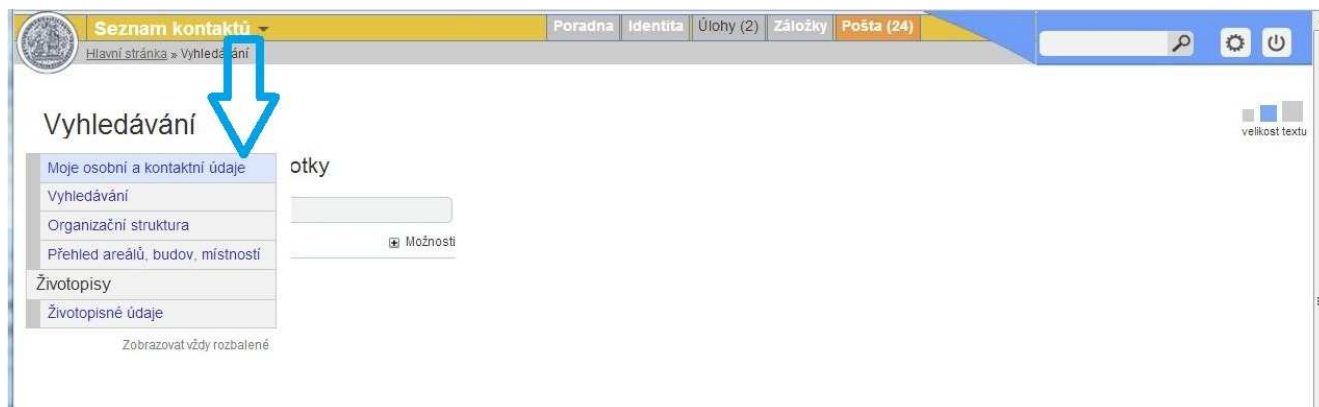 Seznam kontaktů
Poradna Identita Úlohy (2) Záložky Pošta (24)
Hlavní stránka » Vyhledávání
Vyhledávání
velikost textu
Moje osobní a kontaktní údaje
otky
Vyhledávání
Organizační struktura
Možnosti
Přehled areálů, budov, místností
Životopisy
Životopisné údaje
Zobrazovat vždy rozbalené